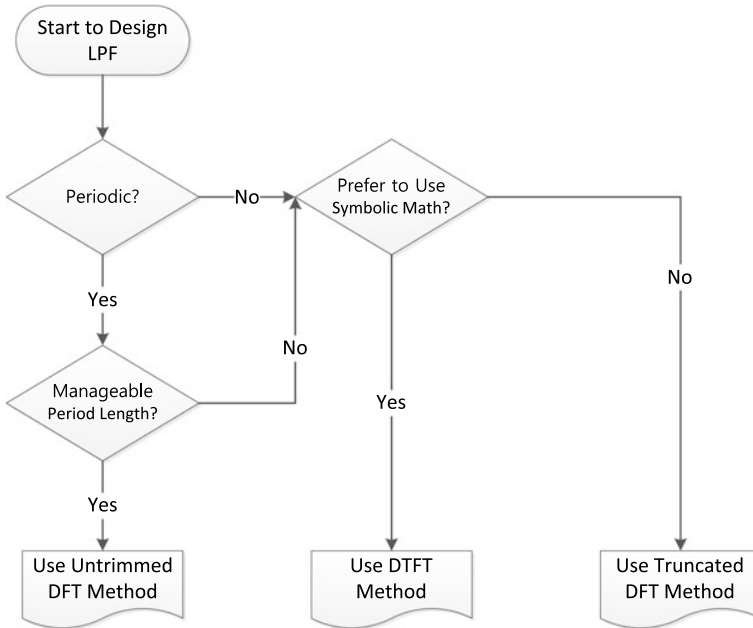 Start to Design
LPF
Periodic?
No
Prefer to Use
Symbolic Math?
No
Yes
No
Manageable
Period Length?
Yes
Yes
Use Untrimmed
DFT Method
Use DTFT
Method
Use Truncated
DFT Method